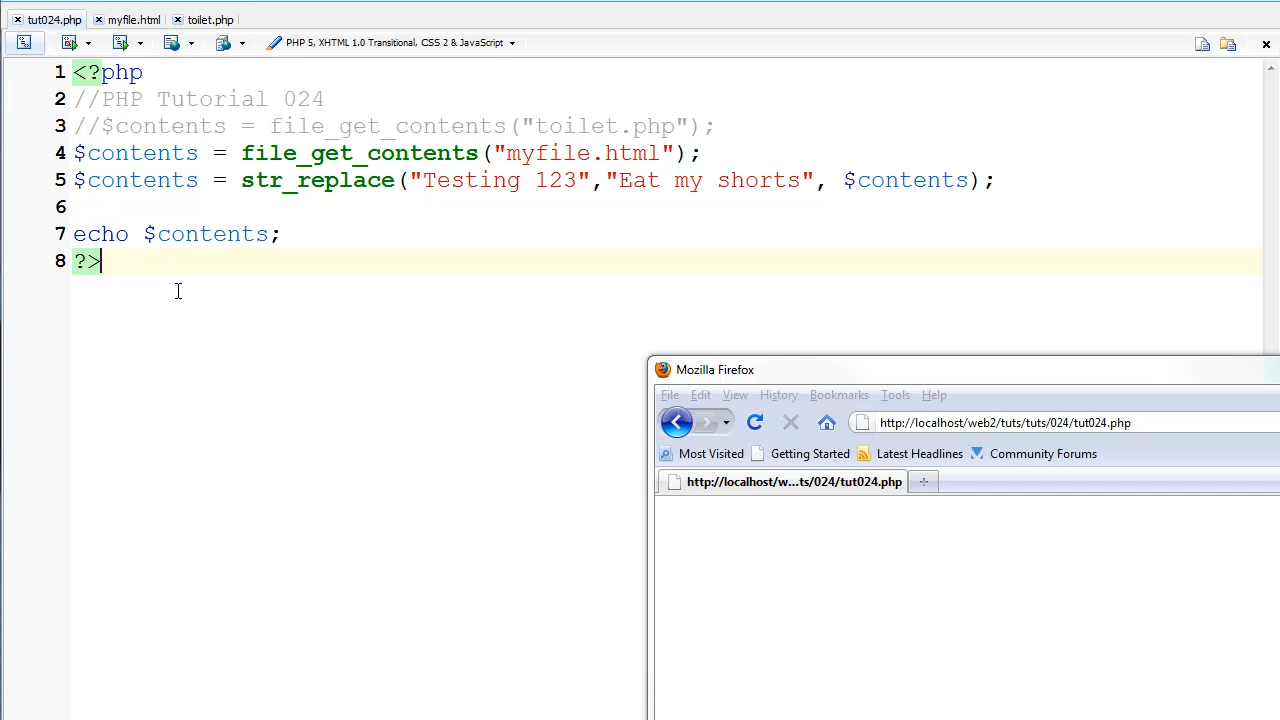 tut024.php myfile.html toilet.php
PHP 5, XHTML 1.0 Transitional, CSS 2 & JavaScript
1 <?php
2 //PHP Tutorial 024
3 //$contents = file_get_contents("toilet.php");
4 $contents = file_get_contents("myfile.html");
5 $contents = str_replace("Testing 123","Eat my shorts", $contents);
6
7 echo $contents;
8 ?>
Mozilla Firefox
File Edit View History Bookmarks Tools Help
http://localhost/web2/tuts/tuts/024/tut024.php
Most Visited Getting Started Latest Headlines Community Forums
http://localhost/w...ts/024/tut024.php